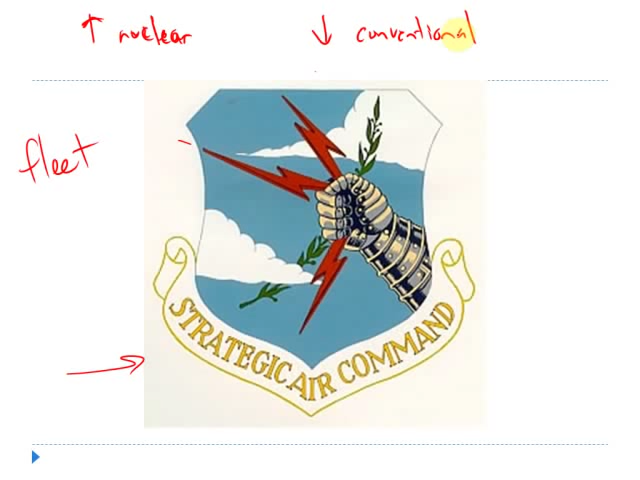 ↑ nuclear ↓ conventional
fleet
STRATEGIC AIR COMMAND